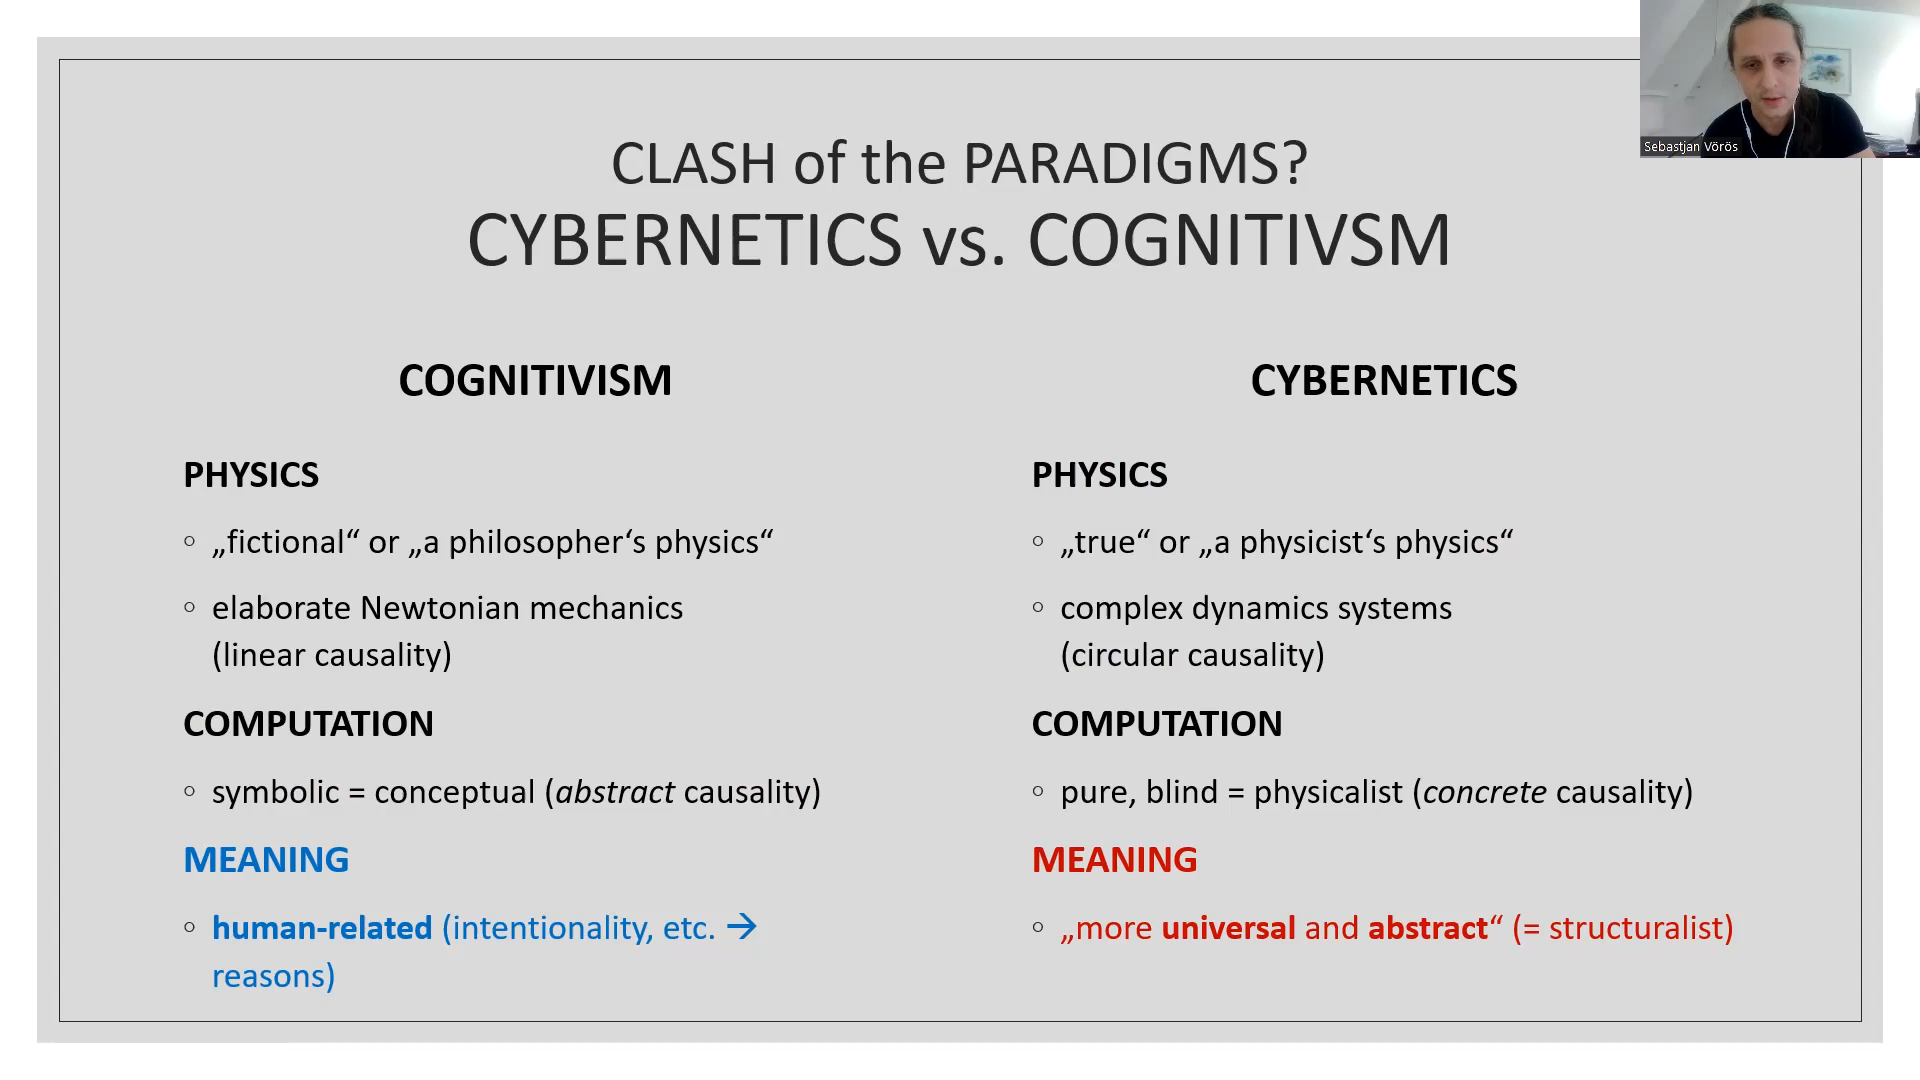 Sebastjan Vörös
CLASH of the PARADIGMS?
CYBERNETICS vs. COGNITIVSM
COGNITIVISM
PHYSICS
◦ „fictional“ or „a philosopher‘s physics“
◦ elaborate Newtonian mechanics
(linear causality)
COMPUTATION
◦ symbolic = conceptual (abstract causality)
MEANING
◦ human-related (intentionality, etc. →
reasons)
CYBERNETICS
PHYSICS
◦ „true“ or „a physicist‘s physics“
◦ complex dynamics systems
(circular causality)
COMPUTATION
◦ pure, blind = physicalist (concrete causality)
MEANING
◦ „more universal and abstract“ (= structuralist)